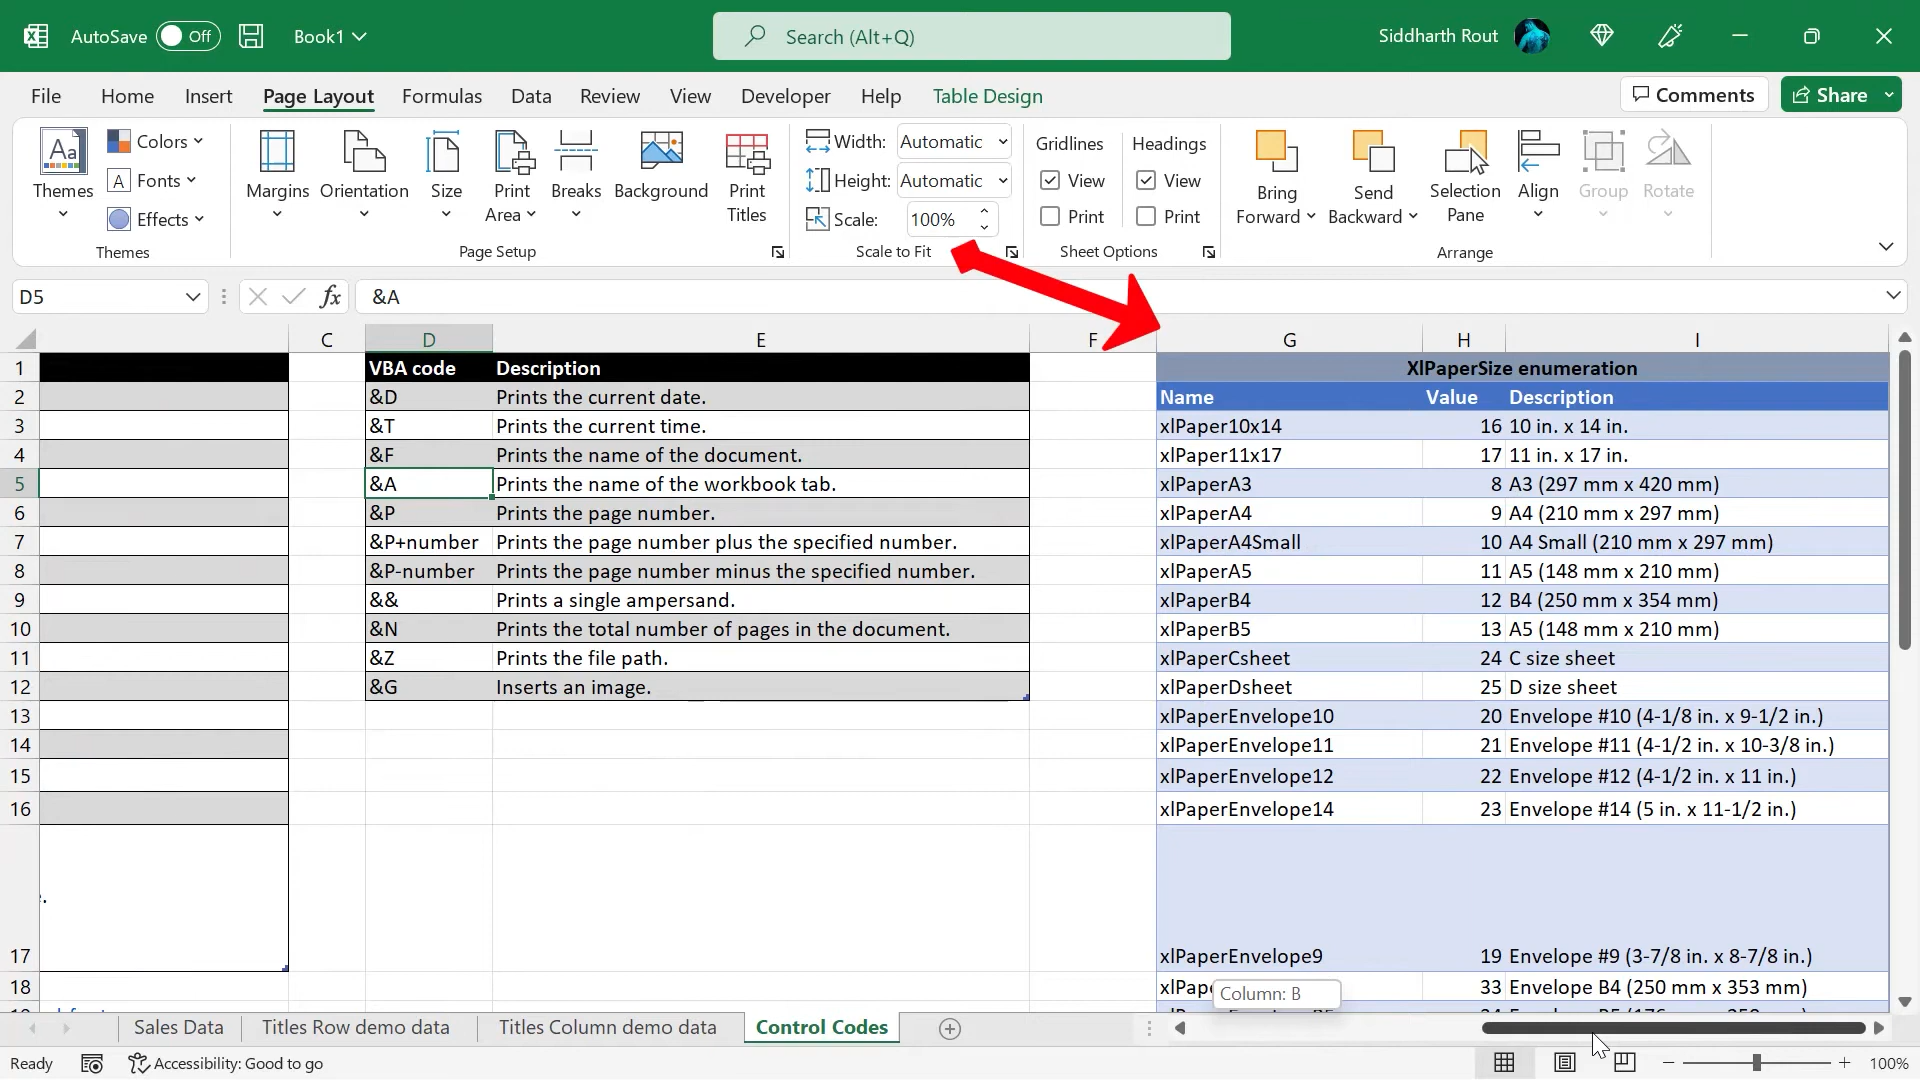 AutoSave Off Book1 Search (Alt+Q) Siddharth Rout
File Home Insert Page Layout Formulas Data Review View Developer Help Table Design Comments Share
Aa Themes Colors A Fonts Effects Themes
Margins Orientation Size Print Area Breaks Background Print Titles Page Setup
Width: Automatic Height: Automatic Scale: 100% Scale to Fit
Gridlines View Print Headings View Print Sheet Options
Bring Forward Send Backward Selection Pane Align Group Rotate Arrange
D5 fx &A
C D E F G H I
1 VBA code Description XlPaperSize enumeration
2 &D Prints the current date. Name Value Description
3 &T Prints the current time. xlPaper10x14 16 10 in. x 14 in.
4 &F Prints the name of the document. xlPaper11x17 17 11 in. x 17 in.
5 &A Prints the name of the workbook tab. xlPaperA3 8 A3 (297 mm x 420 mm)
6 &P Prints the page number. xlPaperA4 9 A4 (210 mm x 297 mm)
7 &P+number Prints the page number plus the specified number. xlPaperA4Small 10 A4 Small (210 mm x 297 mm)
8 &P-number Prints the page number minus the specified number. xlPaperA5 11 A5 (148 mm x 210 mm)
9 && Prints a single ampersand. xlPaperB4 12 B4 (250 mm x 354 mm)
10 &N Prints the total number of pages in the document. xlPaperB5 13 A5 (148 mm x 210 mm)
11 &Z Prints the file path. xlPaperCsheet 24 C size sheet
12 &G Inserts an image. xlPaperDsheet 25 D size sheet
13 xlPaperEnvelope10 20 Envelope #10 (4-1/8 in. x 9-1/2 in.)
14 xlPaperEnvelope11 21 Envelope #11 (4-1/2 in. x 10-3/8 in.)
15 xlPaperEnvelope12 22 Envelope #12 (4-1/2 in. x 11 in.)
16 xlPaperEnvelope14 23 Envelope #14 (5 in. x 11-1/2 in.)
17 xlPaperEnvelope9 19 Envelope #9 (3-7/8 in. x 8-7/8 in.)
18 33 Envelope B4 (250 mm x 353 mm)
Column: B
Sales Data Titles Row demo data Titles Column demo data Control Codes
Ready Accessibility: Good to go 100%